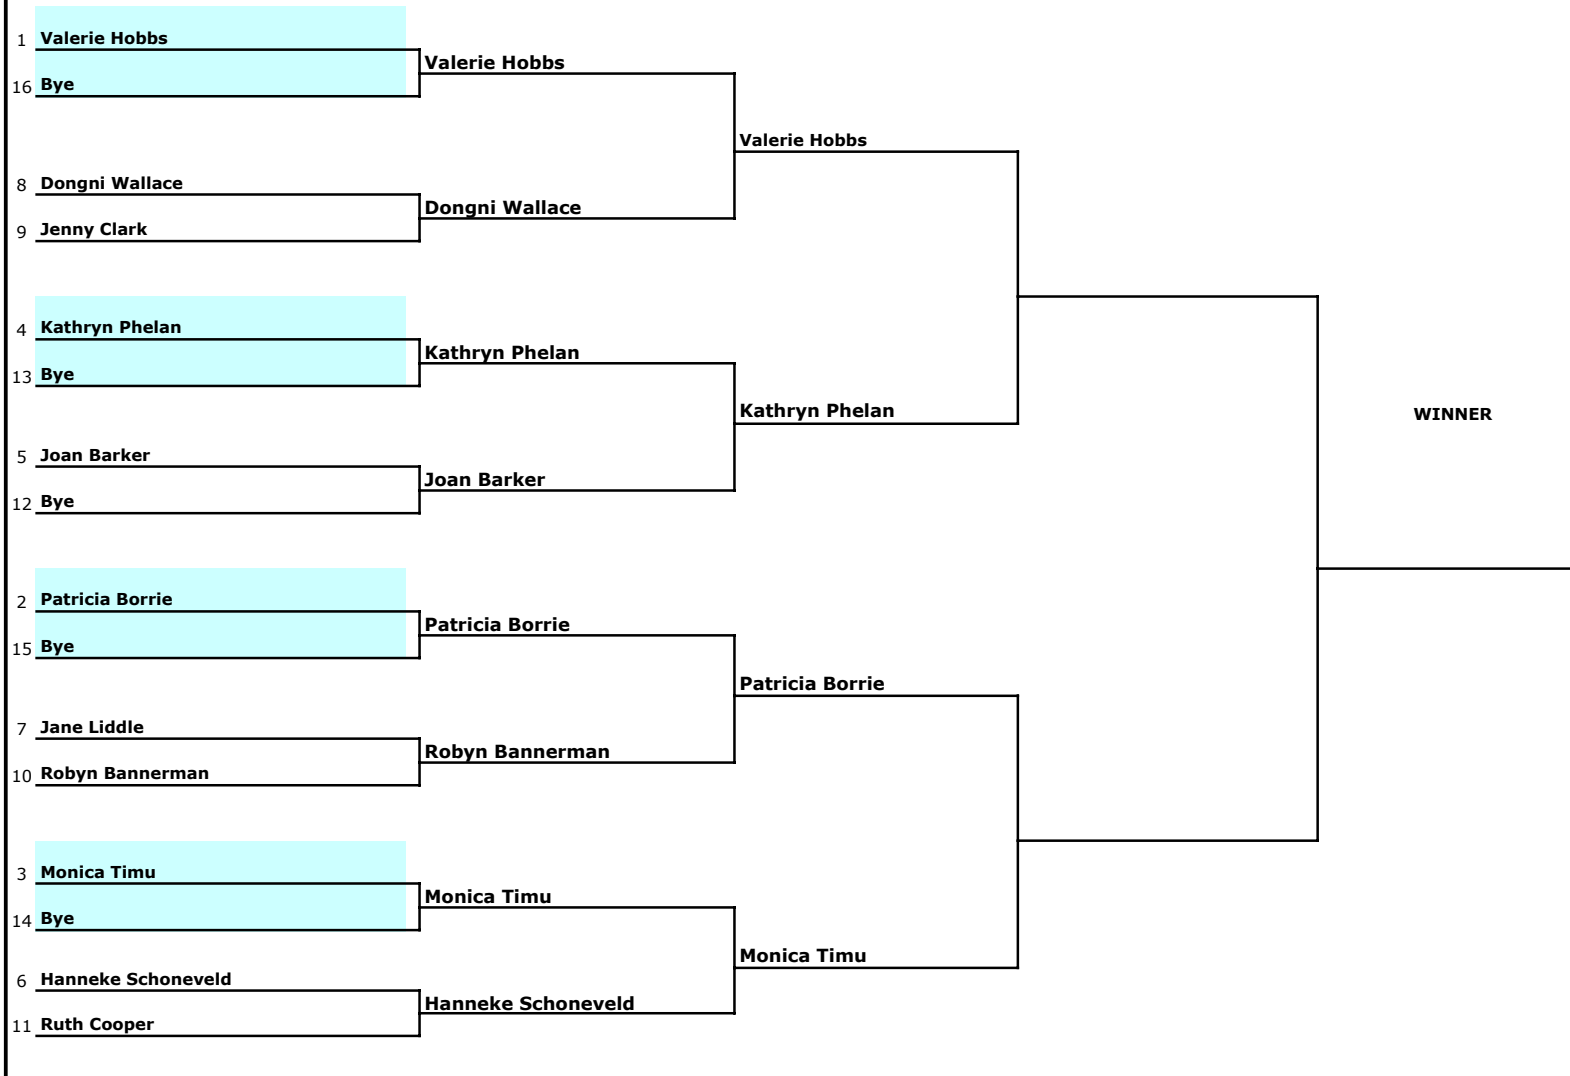 1 Valerie Hobbs
Valerie Hobbs
16 Bye
Valerie Hobbs
8 Dongni Wallace
Dongni Wallace
9 Jenny Clark
4 Kathryn Phelan
Kathryn Phelan
13 Bye
Kathryn Phelan
WINNER
5 Joan Barker
Joan Barker
12 Bye
2 Patricia Borrie
Patricia Borrie
15 Bye
Patricia Borrie
7 Jane Liddle
Robyn Bannerman
10 Robyn Bannerman
3 Monica Timu
Monica Timu
14 Bye
Monica Timu
6 Hanneke Schoneveld
Hanneke Schoneveld
11 Ruth Cooper